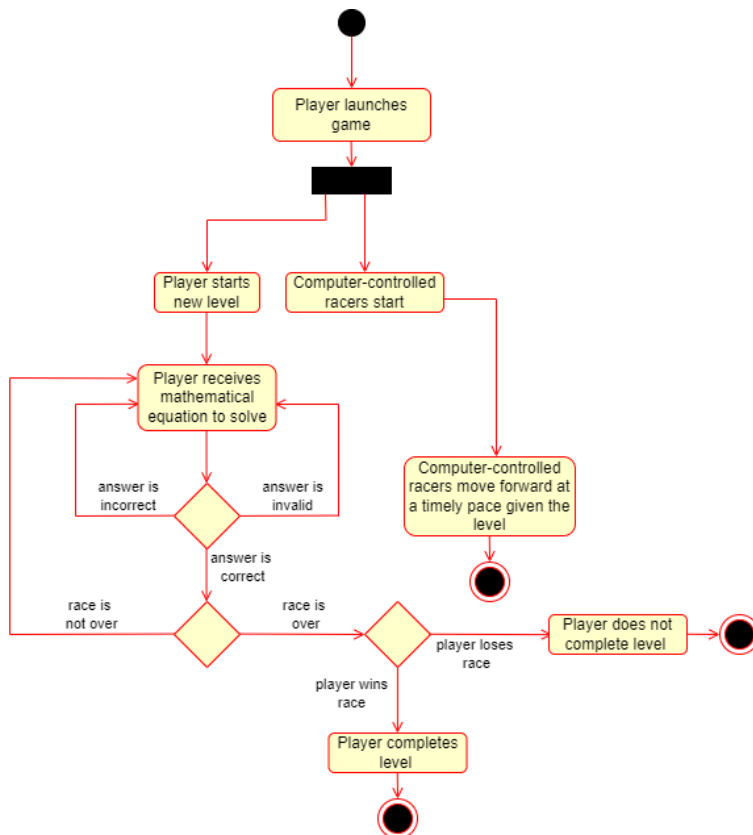 Player launches
game
Player starts
new level
Computer-controlled
racers start
Player receives
mathematical
equation to solve
answer is
incorrect
answer is
invalid
Computer-controlled
racers move forward at
a timely pace given the
level
answer is
correct
race is
not over
race is
over
player loses
race
Player does not
complete level
player wins
race
Player completes
level